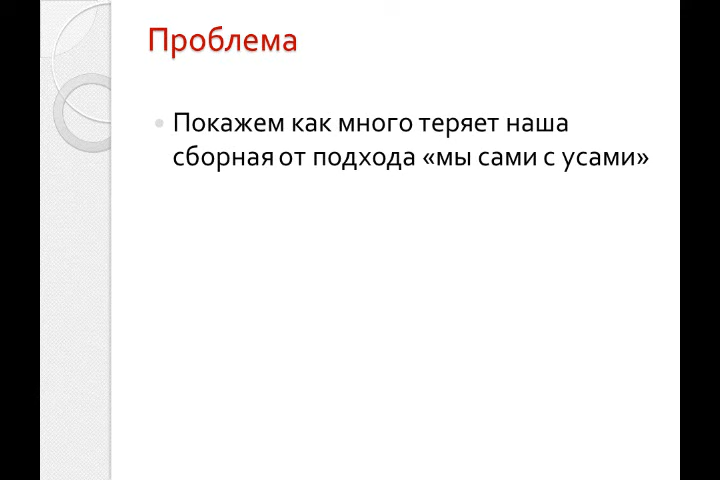 Проблема
Покажем как много теряет наша
сборная от подхода «мы сами с усами»